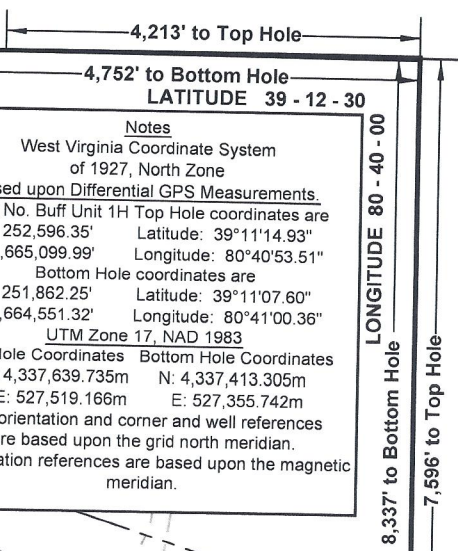 4,213' to Top Hole
4,752' to Bottom Hole
LATITUDE 39 - 12 - 30
Notes
West Virginia Coordinate System
of 1927, North Zone
sed upon Differential GPS Measurements.
No. Buff Unit 1H Top Hole coordinates are
252,596.35' Latitude: 39°11'14.93"
,665,099.99' Longitude: 80°40'53.51"
Bottom Hole coordinates are
251,862.25' Latitude: 39°11'07.60"
,664,551.32' Longitude: 80°41'00.36"
UTM Zone 17, NAD 1983
Hole Coordinates Bottom Hole Coordinates
4,337,639.735m N: 4,337,413.305m
E: 527,519.166m E: 527,355.742m
orientation and corner and well references
re based upon the grid north meridian.
ation references are based upon the magnetic
meridian.
LONGITUDE 80 - 40 - 00
8,337' to Bottom Hole
7,596' to Top Hole